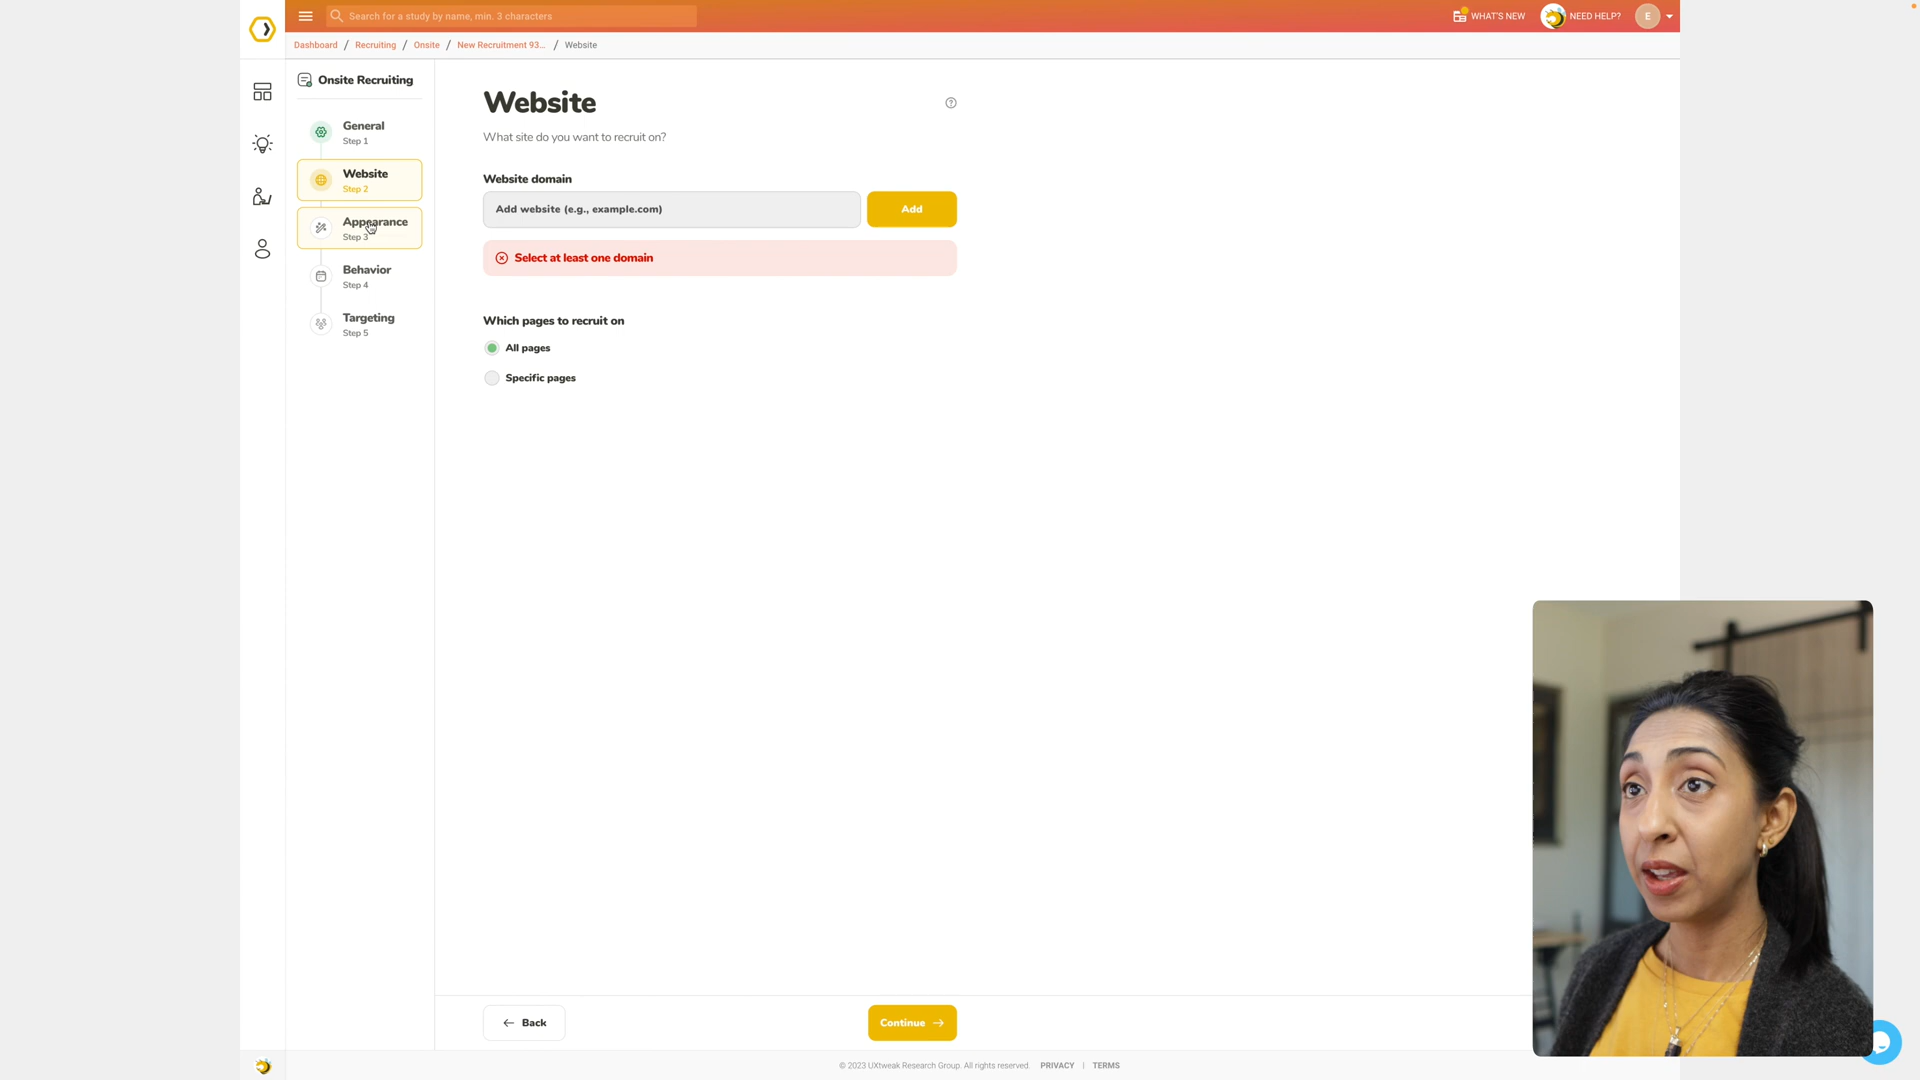 Search for a study by name, min. 3 characters
WHAT'S NEW
NEED HELP?
E
Dashboard / Recruiting / Onsite / New Recruitment 93... / Website
Onsite Recruiting
General
Step 1
Website
Step 2
Appearance
Step 3
Behavior
Step 4
Targeting
Step 5
Website
What site do you want to recruit on?
Website domain
Add website (e.g., example.com)
Add
Select at least one domain
Which pages to recruit on
All pages
Specific pages
Back
Continue
© 2023 UXtweak Research Group. All rights reserved. PRIVACY | TERMS